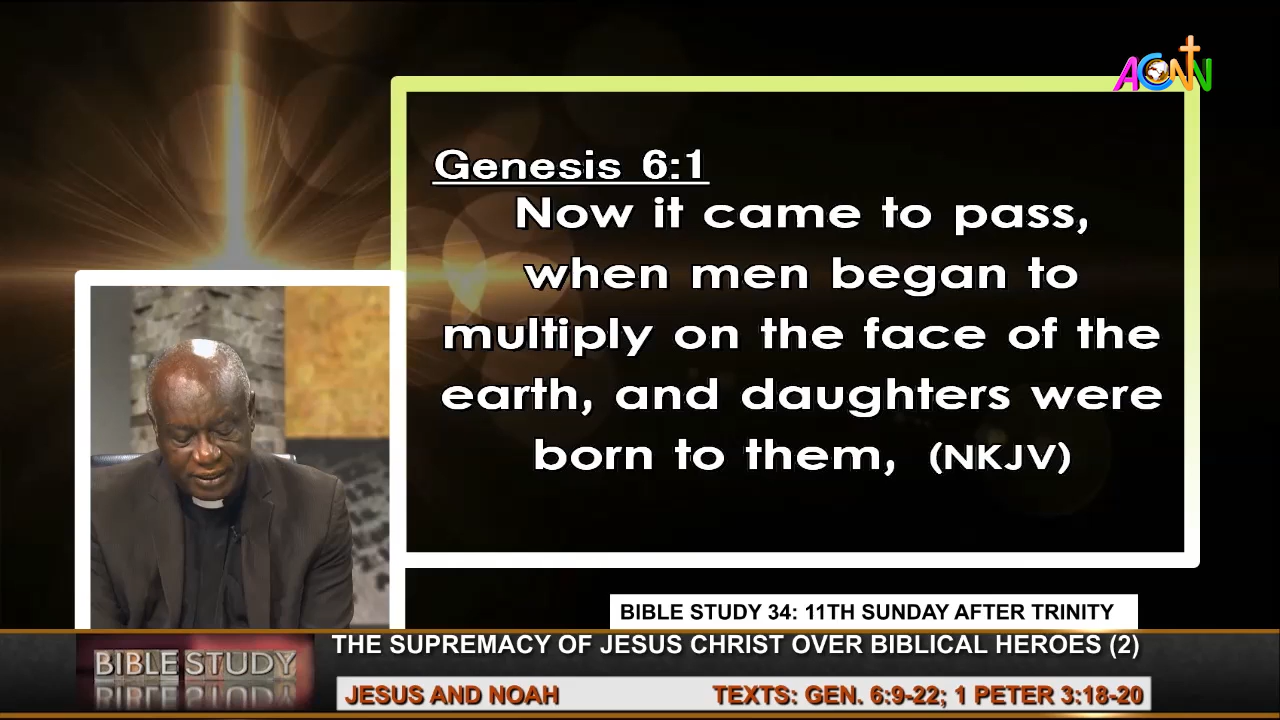 ACNN
Genesis 6:1
Now it came to pass,
when men began to
multiply on the face of the
earth, and daughters were
born to them, (NKJV)
BIBLE STUDY 34: 11TH SUNDAY AFTER TRINITY
THE SUPREMACY OF JESUS CHRIST OVER BIBLICAL HEROES (2)
BIBLE STUDY
JESUS AND NOAH TEXTS: GEN. 6:9-22; 1 PETER 3:18-20